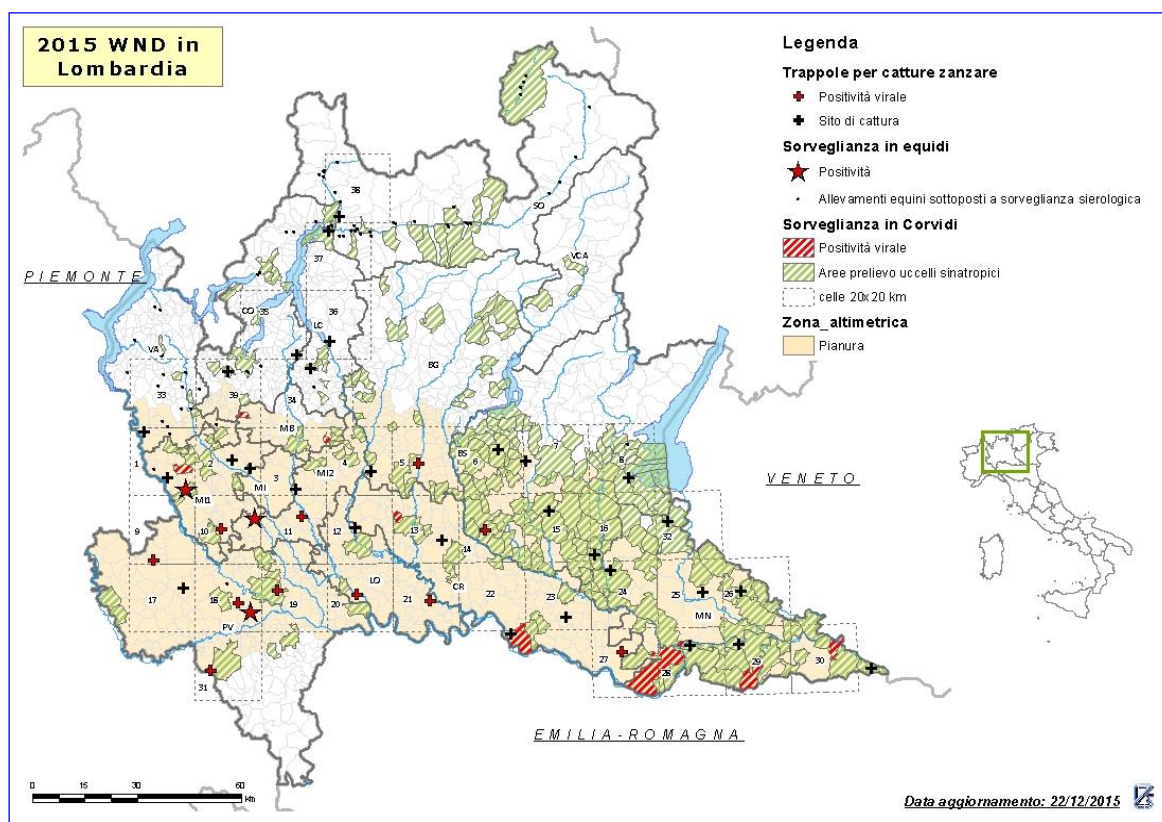 2015 WND in
Lombardia
Legenda
Trappole per catture zanzare
Positività virale
Sito di cattura
Sorveglianza in equidi
Positività
Allevamenti equini sottoposti a sorveglianza sierologica
Sorveglianza in Corvidi
Positività virale
Aree prelievo uccelli sinatropici
celle 20x20 km
Zona_altimetrica
Pianura
PIEMONTE
VENETO
EMILIA-ROMAGNA
38
SO
37
VCA
CO
35
LC
36
VA
BG
33
39
34
MB
1
2
3
MI2
4
5
BS
6
7
8
MI
MI1
9
10
11
12
13
14
15
16
32
17
18
19
20
LO
21
CR
22
23
24
25
26
MN
PV
27
28
29
30
31
0
15
30
60
Km
Data aggiornamento: 22/12/2015